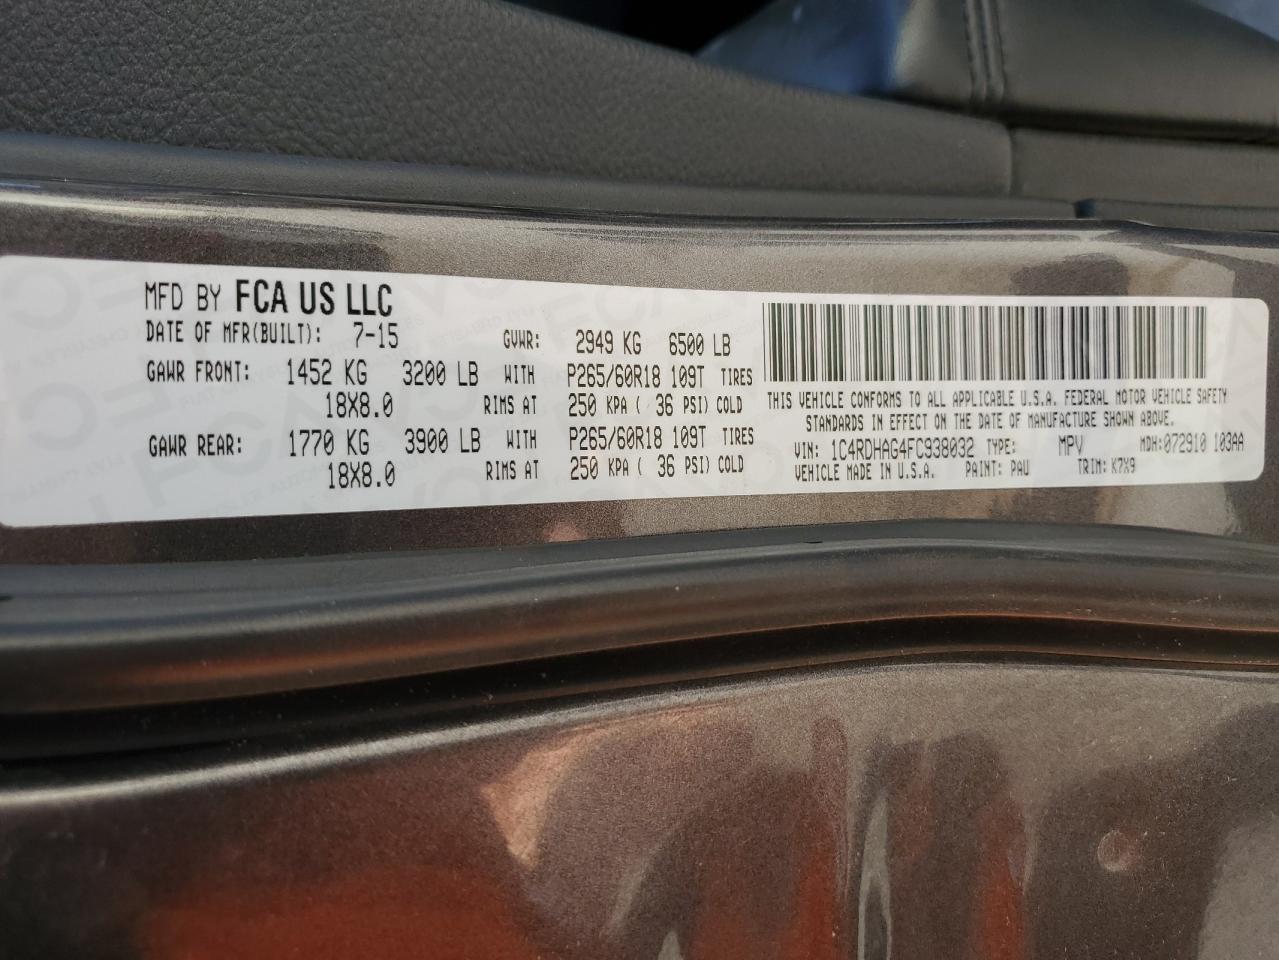 MFD BY FCA US LLC
DATE OF MFR(BUILT): 7-15 GVWR: 2949 KG 6500 LB
GAWR FRONT: 1452 KG 3200 LB WITH P265/60R18 109T TIRES
18X8.0 RIMS AT 250 KPA ( 36 PSI) COLD
GAWR REAR: 1770 KG 3900 LB WITH P265/60R18 109T TIRES
18X8.0 RIMS AT 250 KPA ( 36 PSI) COLD
THIS VEHICLE CONFORMS TO ALL APPLICABLE U.S.A. FEDERAL MOTOR VEHICLE SAFETY
STANDARDS IN EFFECT ON THE DATE OF MANUFACTURE SHOWN ABOVE.
VIN: 1C4RDHAG4FC938032 TYPE: MPV MDH:072910 103AA
VEHICLE MADE IN U.S.A. PAINT: PAU TRIM: K7X9